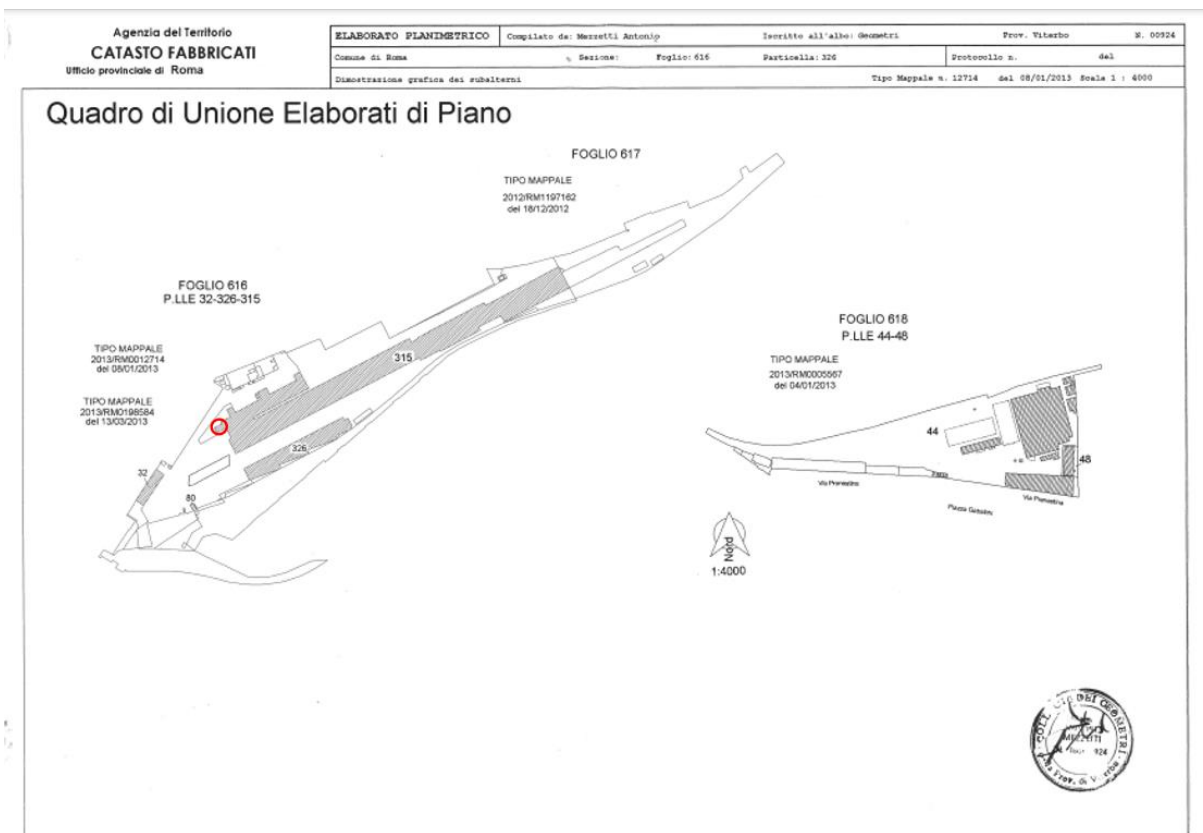 Agenzia del Territorio
CATASTO FABBRICATI
Ufficio provinciale di Roma
ELABORATO PLANIMETRICO
Compilato da: Mezzetti Antonio
Iscritto all'albo: Geometri
Prov. Viterbo
N. 00924
Comune di Roma
Sezione:
Foglio: 616
Particella: 326
Protocollo n.
del
Dimostrazione grafica dei subalterni
Tipo Mappale n. 12714
del 08/01/2013
Scala 1 : 4000
Quadro di Unione Elaborati di Piano
FOGLIO 617
TIPO MAPPALE
2012/RM1197162
del 18/12/2012
FOGLIO 616
P.LLE 32-326-315
TIPO MAPPALE
2013/RM0012714
del 08/01/2013
TIPO MAPPALE
2013/RM0198584
del 13/03/2013
315
326
32
80
FOGLIO 618
P.LLE 44-48
TIPO MAPPALE
2013/RM0005567
del 04/01/2013
44
48
Via Prenestina
Via Prenestina
Nord
1:4000
DEI GEOMETRI
924
Prov. di